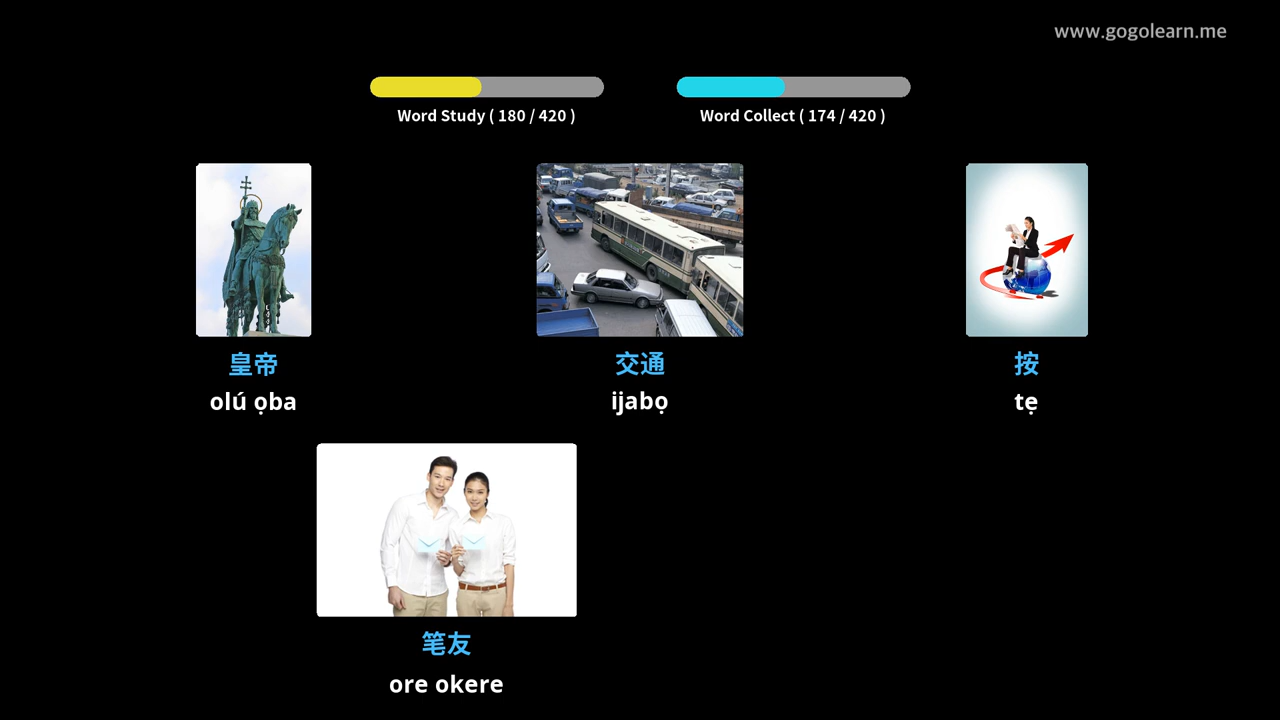 www.gogolearn.me
Word Study ( 180 / 420 )
Word Collect ( 174 / 420 )
皇帝
olú ọba
交通
ijabọ
按
tẹ
笔友
ore okere